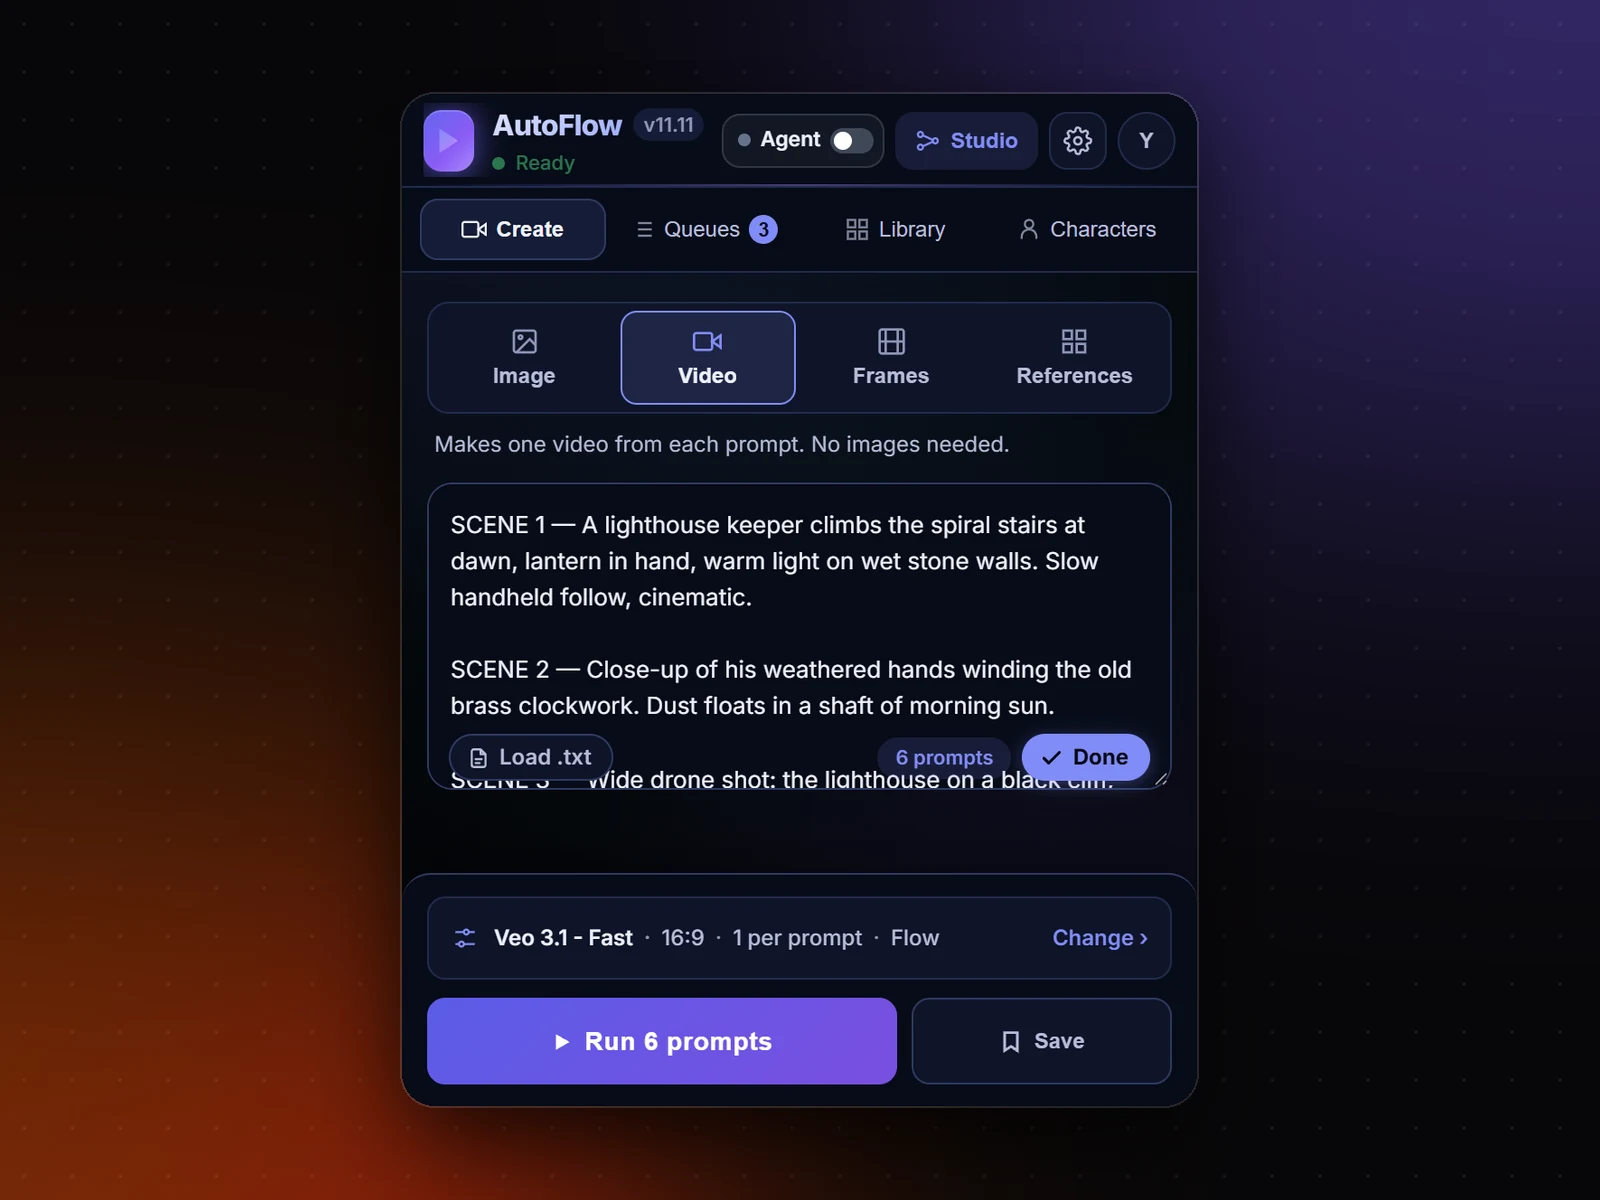 AutoFlow v11.11
Ready
Agent
Studio
Y
Create
Queues 3
Library
Characters
Image
Video
Frames
References
Makes one video from each prompt. No images needed.
SCENE 1 — A lighthouse keeper climbs the spiral stairs at
dawn, lantern in hand, warm light on wet stone walls. Slow
handheld follow, cinematic.
SCENE 2 — Close-up of his weathered hands winding the old
brass clockwork. Dust floats in a shaft of morning sun.
Load .txt
6 prompts
Done
SCENE 3 — Wide drone shot: the lighthouse on a black cliff,
Veo 3.1 - Fast · 16:9 · 1 per prompt · Flow
Change ›
Run 6 prompts
Save